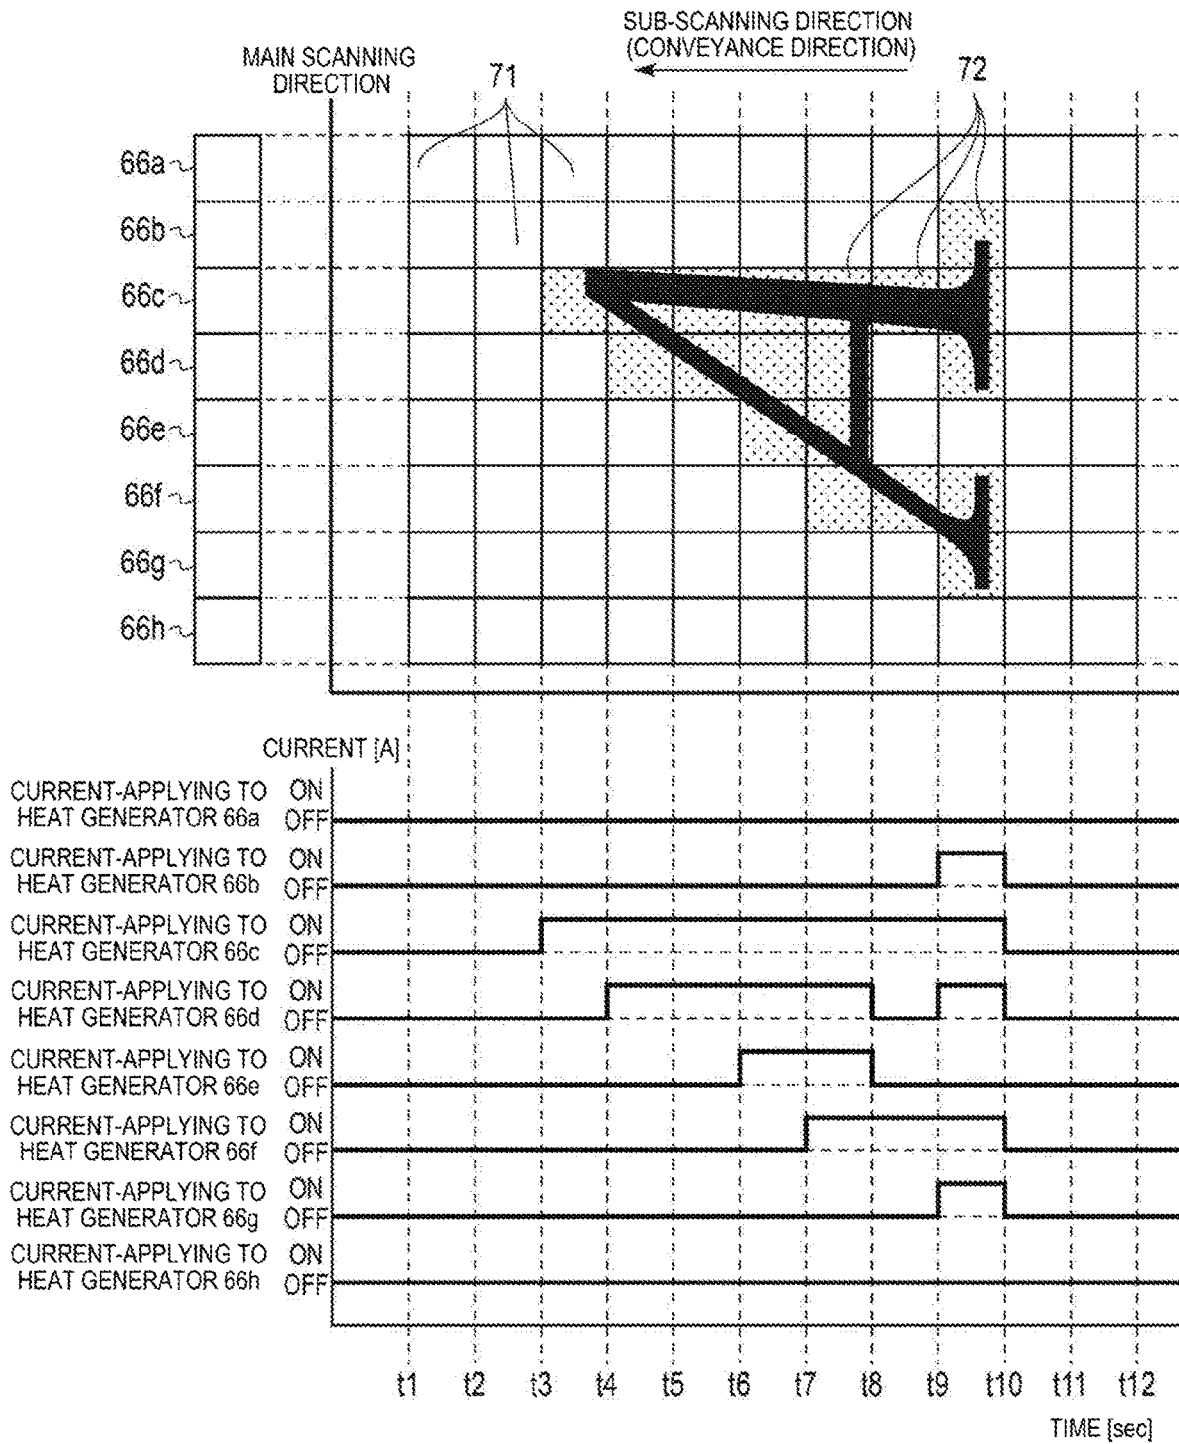 SUB-SCANNING DIRECTION
(CONVEYANCE DIRECTION)
MAIN SCANNING
DIRECTION
71
72
66a
66b
66c
66d
66e
66f
66g
66h
A
CURRENT [A]
CURRENT-APPLYING TO
HEAT GENERATOR 66a
ON
OFF
CURRENT-APPLYING TO
HEAT GENERATOR 66b
ON
OFF
CURRENT-APPLYING TO
HEAT GENERATOR 66c
ON
OFF
CURRENT-APPLYING TO
HEAT GENERATOR 66d
ON
OFF
CURRENT-APPLYING TO
HEAT GENERATOR 66e
ON
OFF
CURRENT-APPLYING TO
HEAT GENERATOR 66f
ON
OFF
CURRENT-APPLYING TO
HEAT GENERATOR 66g
ON
OFF
CURRENT-APPLYING TO
HEAT GENERATOR 66h
ON
OFF
t1 t2 t3 t4 t5 t6 t7 t8 t9 t10 t11 t12
TIME [sec]